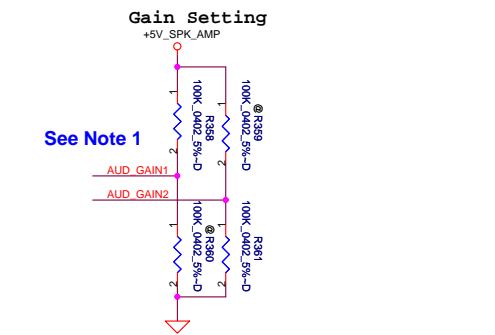 Gain Setting
+5V_SPK_AMP
1
100K_0402_5%~D
R358
2
1
100K_0402_5%~D
@ R359
2
See Note 1
AUD_GAIN1
AUD_GAIN2
1
100K_0402_5%~D
@ R360
2
1
100K_0402_5%~D
R361
2